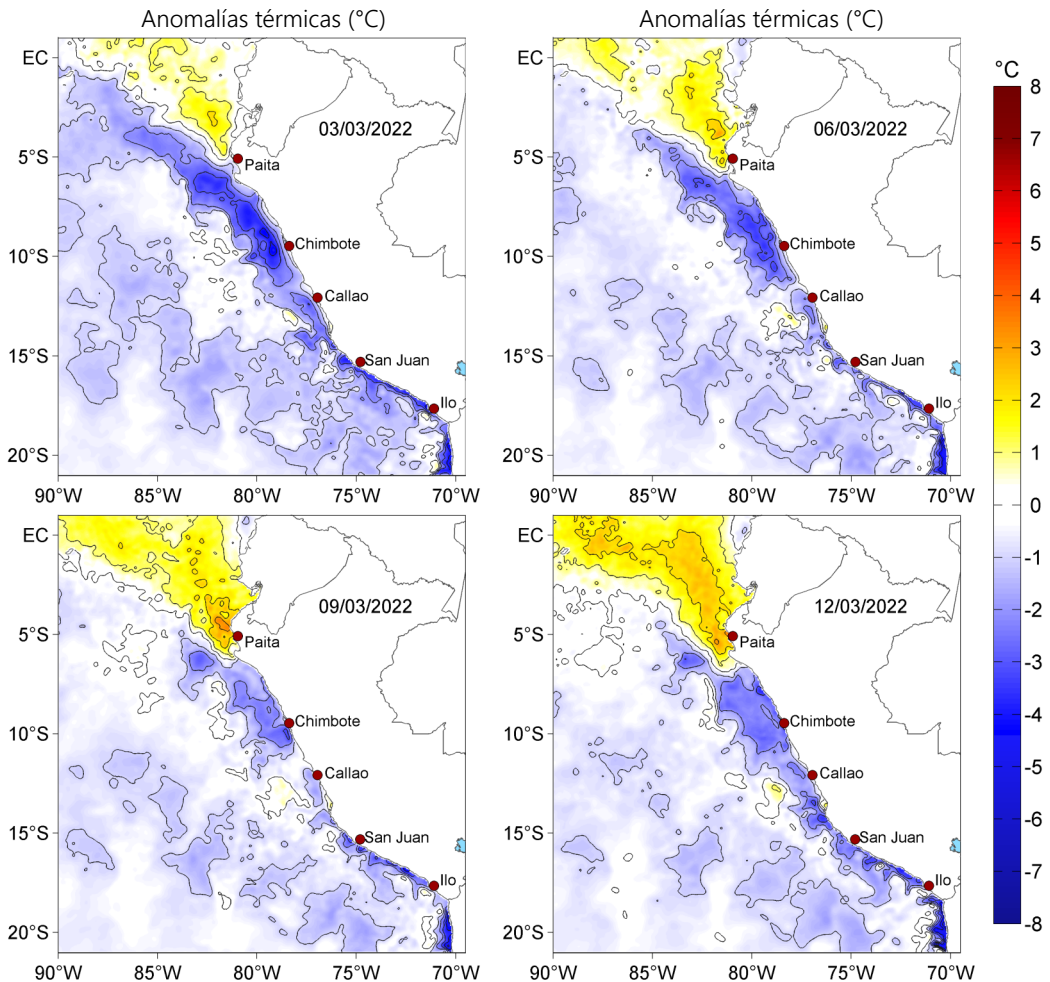 Anomalías térmicas (°C)
Anomalías térmicas (°C)
EC
5°S
10°S
15°S
20°S
90°W
85°W
80°W
75°W
70°W
03/03/2022
Paita
Chimbote
Callao
San Juan
Ilo
EC
5°S
10°S
15°S
20°S
90°W
85°W
80°W
75°W
70°W
06/03/2022
Paita
Chimbote
Callao
San Juan
Ilo
°C
8
7
6
5
4
3
2
1
0
-1
-2
-3
-4
-5
-6
-7
-8
EC
5°S
10°S
15°S
20°S
90°W
85°W
80°W
75°W
70°W
09/03/2022
Paita
Chimbote
Callao
San Juan
Ilo
EC
5°S
10°S
15°S
20°S
90°W
85°W
80°W
75°W
70°W
12/03/2022
Paita
Chimbote
Callao
San Juan
Ilo